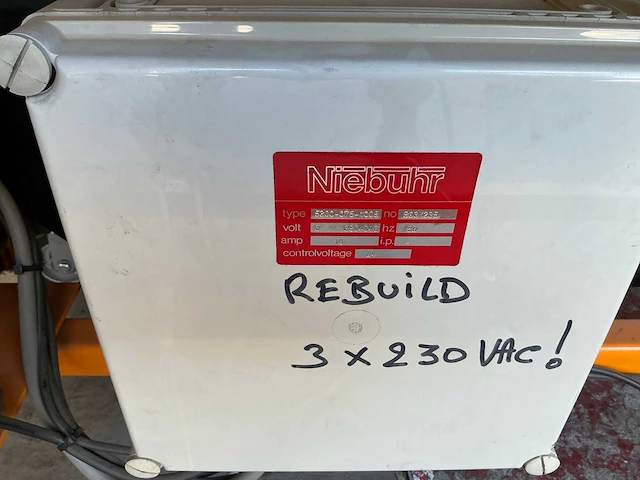 Niebuhr
type no
volt hz
amp i.p.
controlvoltage
REBUiLD
3 x 230 VAC!